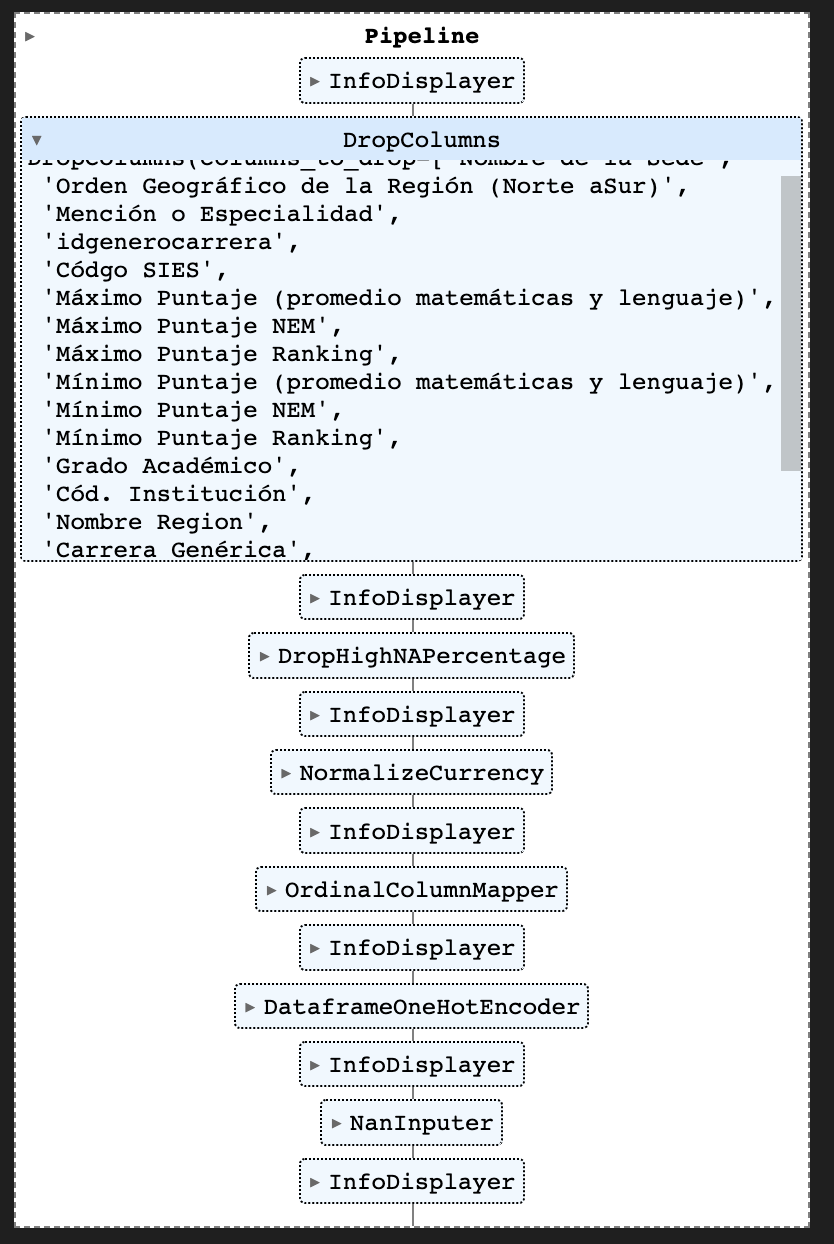 Pipeline
InfoDisplayer
DropColumns
DropColumns(columns_to_drop=['Nombre de la Sede',
'Orden Geográfico de la Región (Norte aSur)',
'Mención o Especialidad',
'idgenerocarrera',
'Códgo SIES',
'Máximo Puntaje (promedio matemáticas y lenguaje)',
'Máximo Puntaje NEM',
'Máximo Puntaje Ranking',
'Mínimo Puntaje (promedio matemáticas y lenguaje)',
'Mínimo Puntaje NEM',
'Mínimo Puntaje Ranking',
'Grado Académico',
'Cód. Institución',
'Nombre Region',
'Carrera Genérica',
InfoDisplayer
DropHighNAPercentage
InfoDisplayer
NormalizeCurrency
InfoDisplayer
OrdinalColumnMapper
InfoDisplayer
DataframeOneHotEncoder
InfoDisplayer
NanInputer
InfoDisplayer